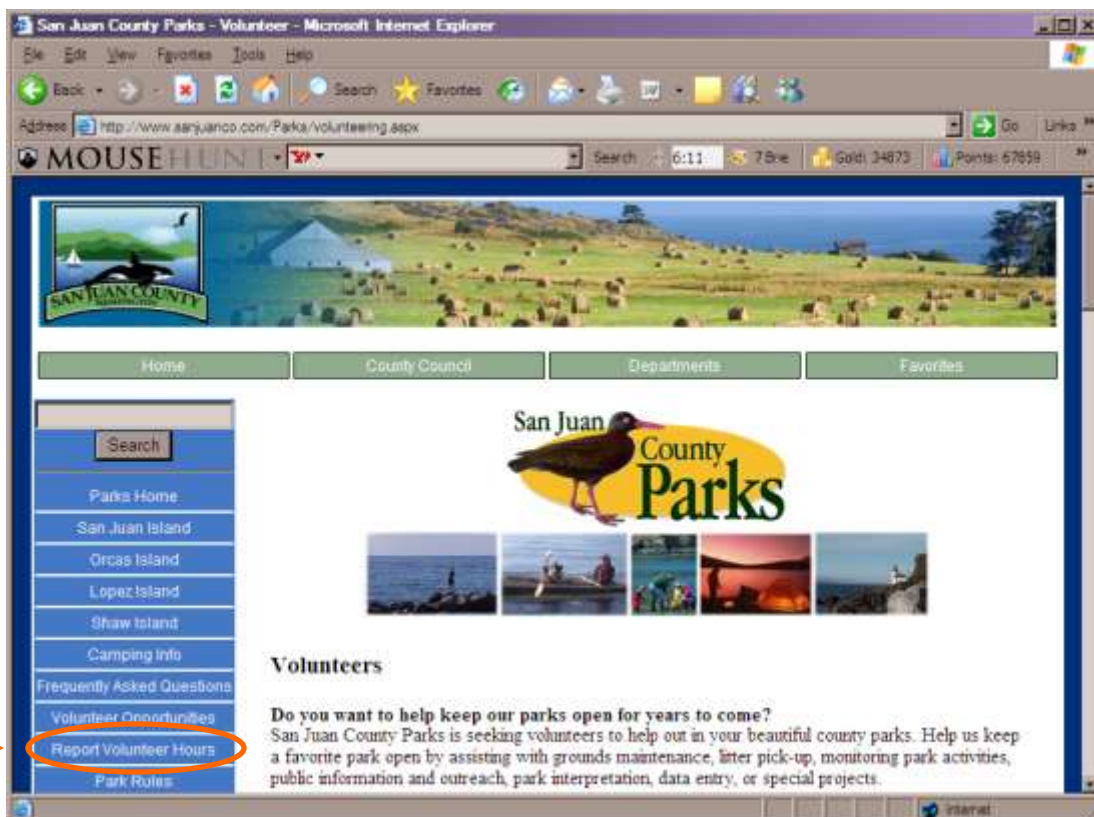 San Juan County Parks - Volunteer - Microsoft Internet Explorer
File Edit View Favorites Tools Help
Back Search Favorites
Address http://www.sanjuanco.com/Parks/volunteering.aspx Go Links
MOUSEHUNT Search 6:11 7 Brie Gold: 34873 Points: 67859
SAN JUAN COUNTY
WASHINGTON
Home County Council Departments Favorites
Search
Parks Home
San Juan Island
Orcas Island
Lopez Island
Shaw Island
Camping Info
Frequently Asked Questions
Volunteer Opportunities
Report Volunteer Hours
Park Rules
San Juan
County
Parks
Volunteers
Do you want to help keep our parks open for years to come?
San Juan County Parks is seeking volunteers to help out in your beautiful county parks. Help us keep
a favorite park open by assisting with grounds maintenance, litter pick-up, monitoring park activities,
public information and outreach, park interpretation, data entry, or special projects.
Internet